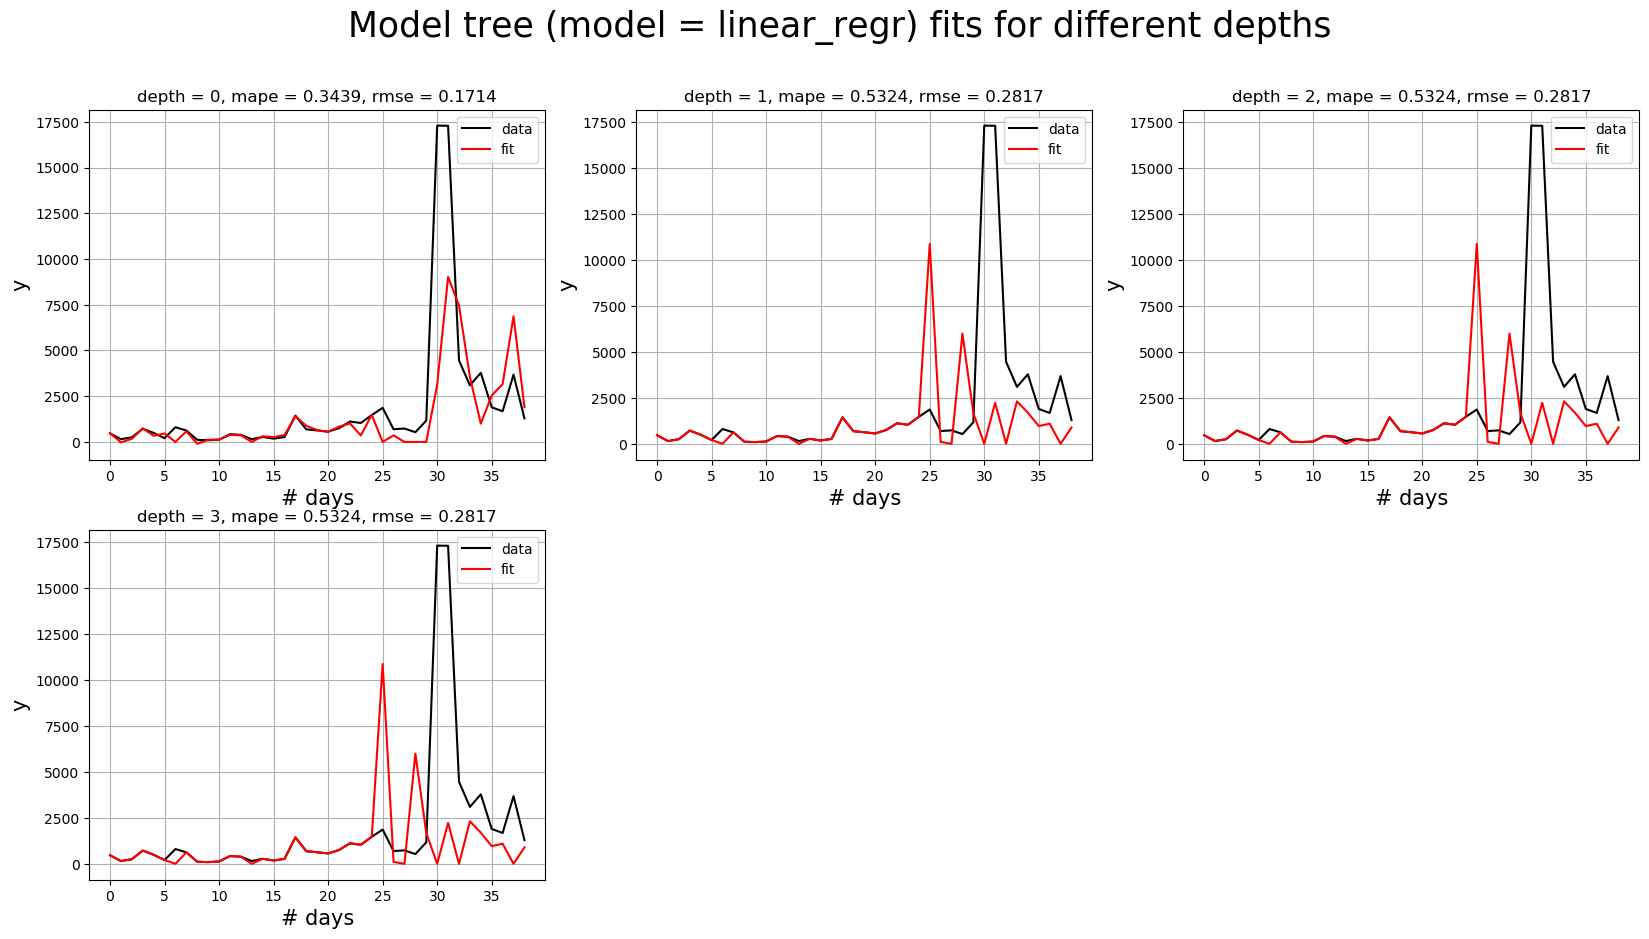 Model tree (model = linear_regr) fits for different depths
depth = 0, mape = 0.3439, rmse = 0.1714
17500
15000
12500
10000
7500
5000
2500
0
y
data
fit
0 5 10 15 20 25 30 35
# days
depth = 1, mape = 0.5324, rmse = 0.2817
17500
15000
12500
10000
7500
5000
2500
0
y
data
fit
0 5 10 15 20 25 30 35
# days
depth = 2, mape = 0.5324, rmse = 0.2817
17500
15000
12500
10000
7500
5000
2500
0
y
data
fit
0 5 10 15 20 25 30 35
# days
depth = 3, mape = 0.5324, rmse = 0.2817
17500
15000
12500
10000
7500
5000
2500
0
y
data
fit
0 5 10 15 20 25 30 35
# days